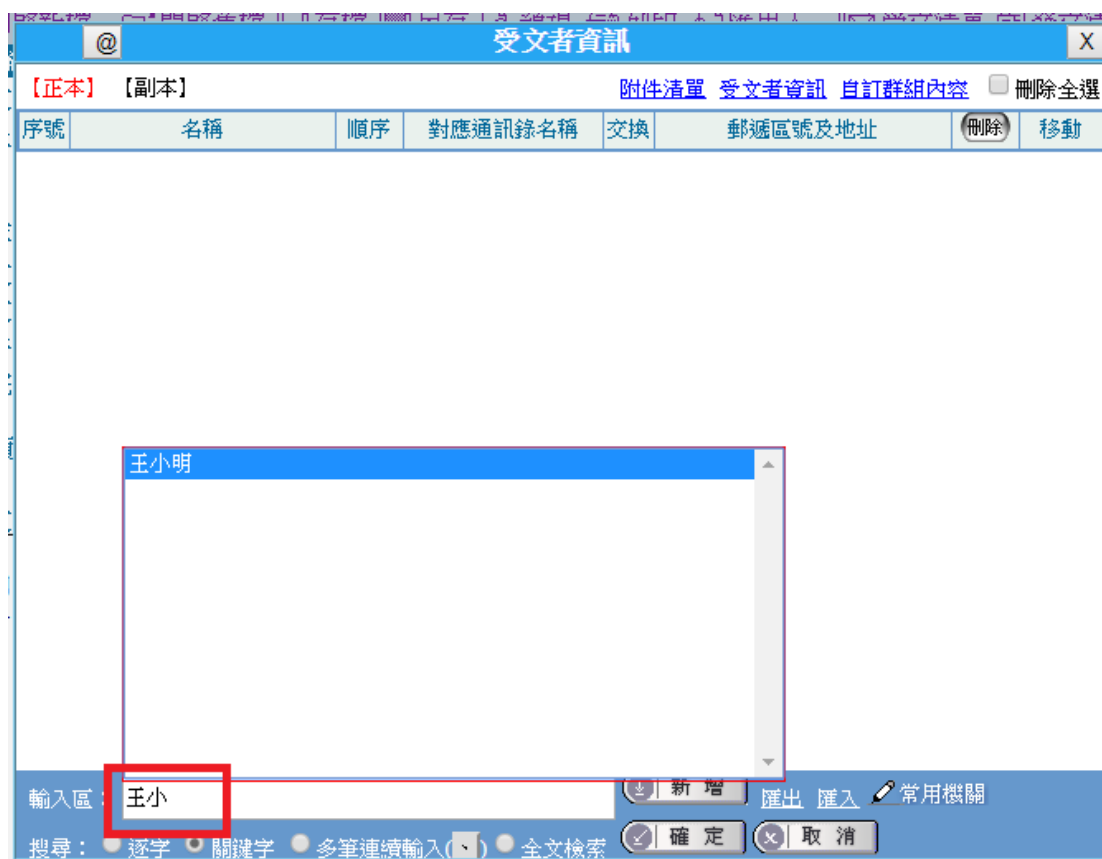 @ 受文者資訊 X
【正本】 【副本】 附件清單 受文者資訊 自訂群組內容 刪除全選
序號 名稱 順序 對應通訊錄名稱 交換 郵遞區號及地址 刪除 移動
王小明
輸入區： 王小 新增 匯出 匯入 常用機關
搜尋： 逐字 關鍵字 多筆連續輸入(、) 全文檢索 確定 取消